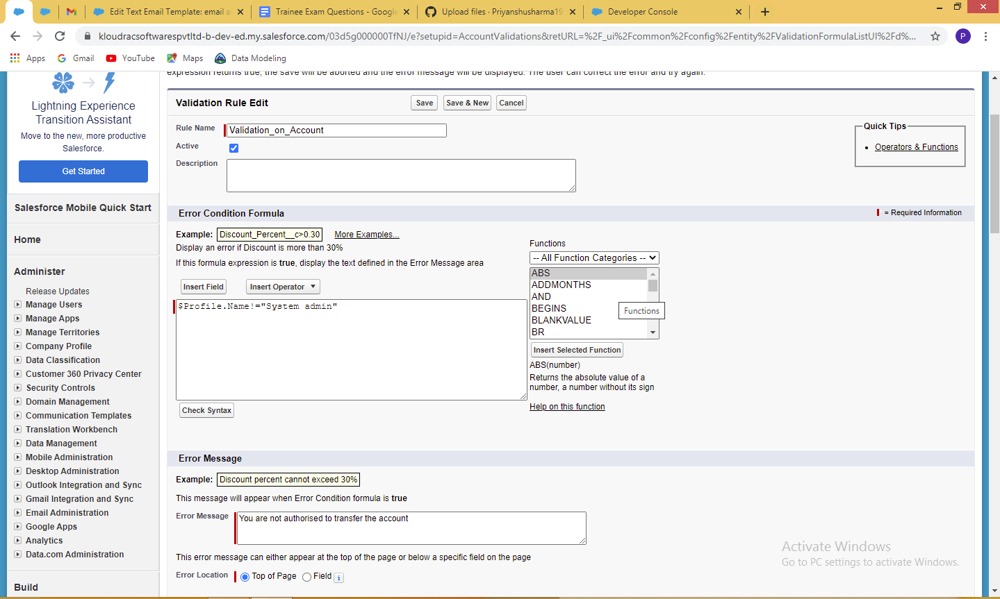 Edit Text Email Template: email a
Trainee Exam Questions - Google
Upload files · Priyanshusharma19
Developer Console
kloudracsoftwarespvtltd-b-dev-ed.my.salesforce.com/03d5g000000TfNJ/e?setupid=AccountValidations&retURL=%2F_ui%2Fcommon%2Fconfig%2Fentity%2FValidationFormulaListUI%2Fd%...
P
Apps
Gmail
YouTube
Maps
Data Modeling
expression returns true, the save will be aborted and the error message will be displayed. The user can correct the error and try again.
Lightning Experience
Transition Assistant
Move to the new, more productive
Salesforce.
Get Started
Salesforce Mobile Quick Start
Home
Administer
Release Updates
Manage Users
Manage Apps
Manage Territories
Company Profile
Data Classification
Customer 360 Privacy Center
Security Controls
Domain Management
Communication Templates
Translation Workbench
Data Management
Mobile Administration
Desktop Administration
Outlook Integration and Sync
Gmail Integration and Sync
Email Administration
Google Apps
Analytics
Data.com Administration
Build
Validation Rule Edit
Save
Save & New
Cancel
Rule Name
Validation_on_Account
Active
Description
Quick Tips
• Operators & Functions
Error Condition Formula
= Required Information
Example: Discount_Percent__c>0.30 More Examples...
Display an error if Discount is more than 30%
If this formula expression is true, display the text defined in the Error Message area
Insert Field
Insert Operator
$Profile.Name!="System admin"
Check Syntax
Functions
-- All Function Categories --
ABS
ADDMONTHS
AND
BEGINS
BLANKVALUE
BR
Functions
Insert Selected Function
ABS(number)
Returns the absolute value of a
number, a number without its sign
Help on this function
Error Message
Example: Discount percent cannot exceed 30%
This message will appear when Error Condition formula is true
Error Message
You are not authorised to transfer the account
This error message can either appear at the top of the page or below a specific field on the page
Error Location
Top of Page
Field
i
Activate Windows
Go to PC settings to activate Windows.